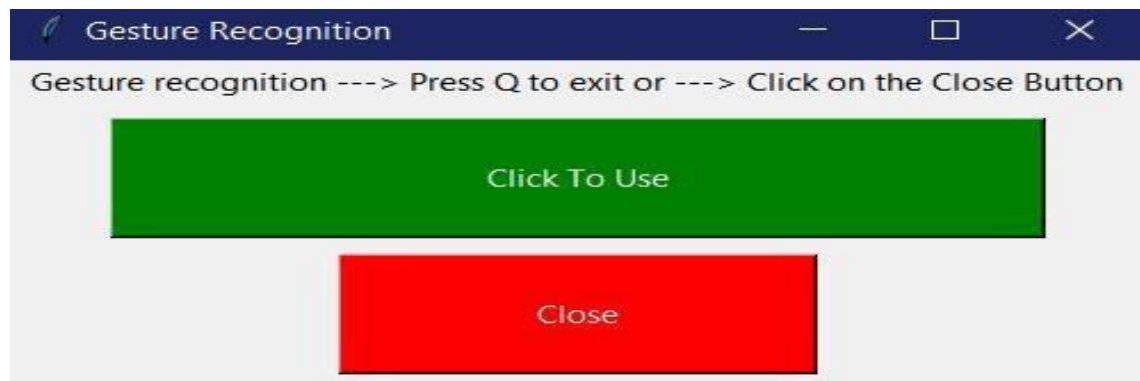 Gesture Recognition
Gesture recognition ---> Press Q to exit or ---> Click on the Close Button
Click To Use
Close